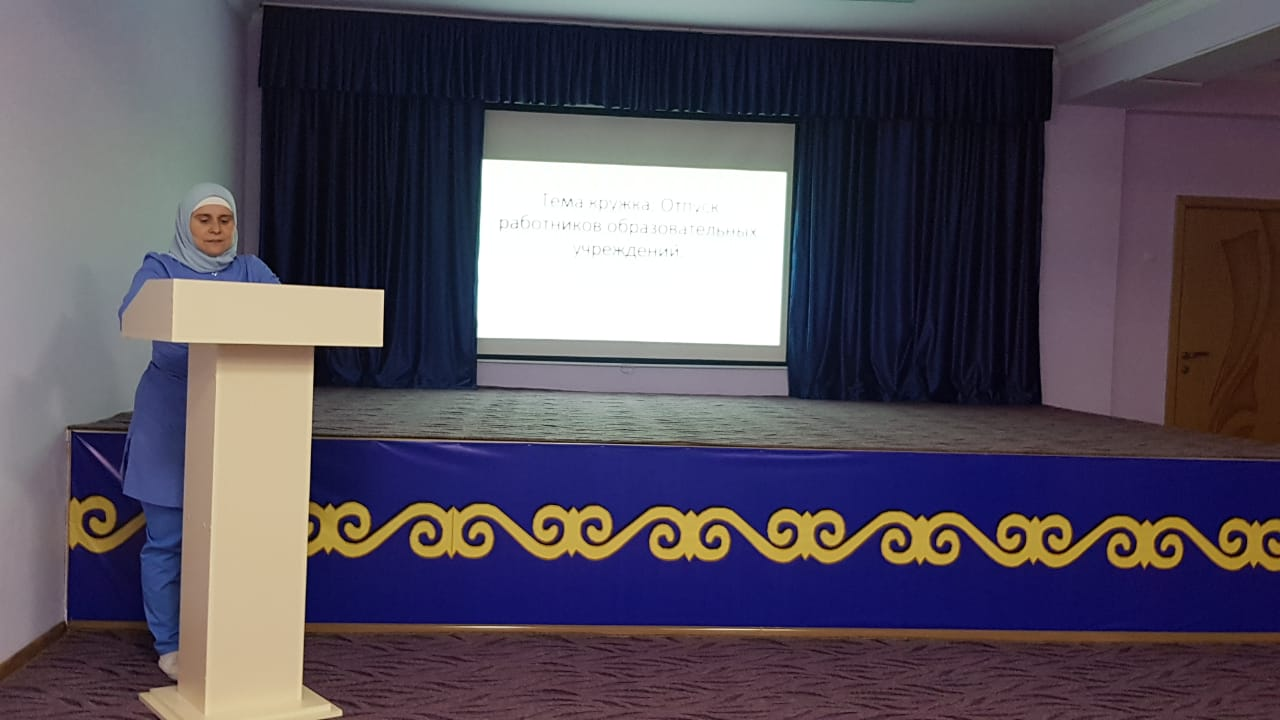 Тема кружка: Отпуск
работников образовательных
учреждений.